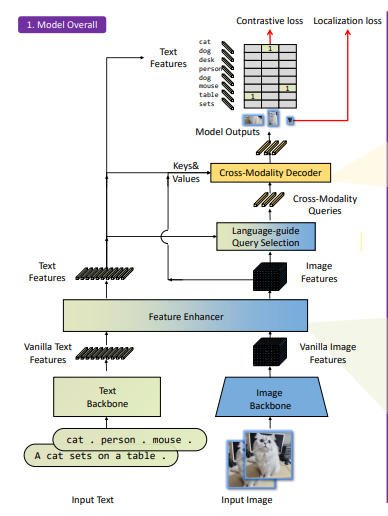 1. Model Overall
Contrastive loss
Localization loss
Text
Features
cat
dog
desk
person
dog
mouse
table
sets
1
1
1
Model Outputs
Keys&
Values
Cross-Modality Decoder
Cross-Modality
Queries
Language-guide
Query Selection
Text
Features
Image
Features
Feature Enhancer
Vanilla Text
Features
Vanilla Image
Features
Text
Backbone
Image
Backbone
cat . person . mouse .
A cat sets on a table .
Input Text
Input Image